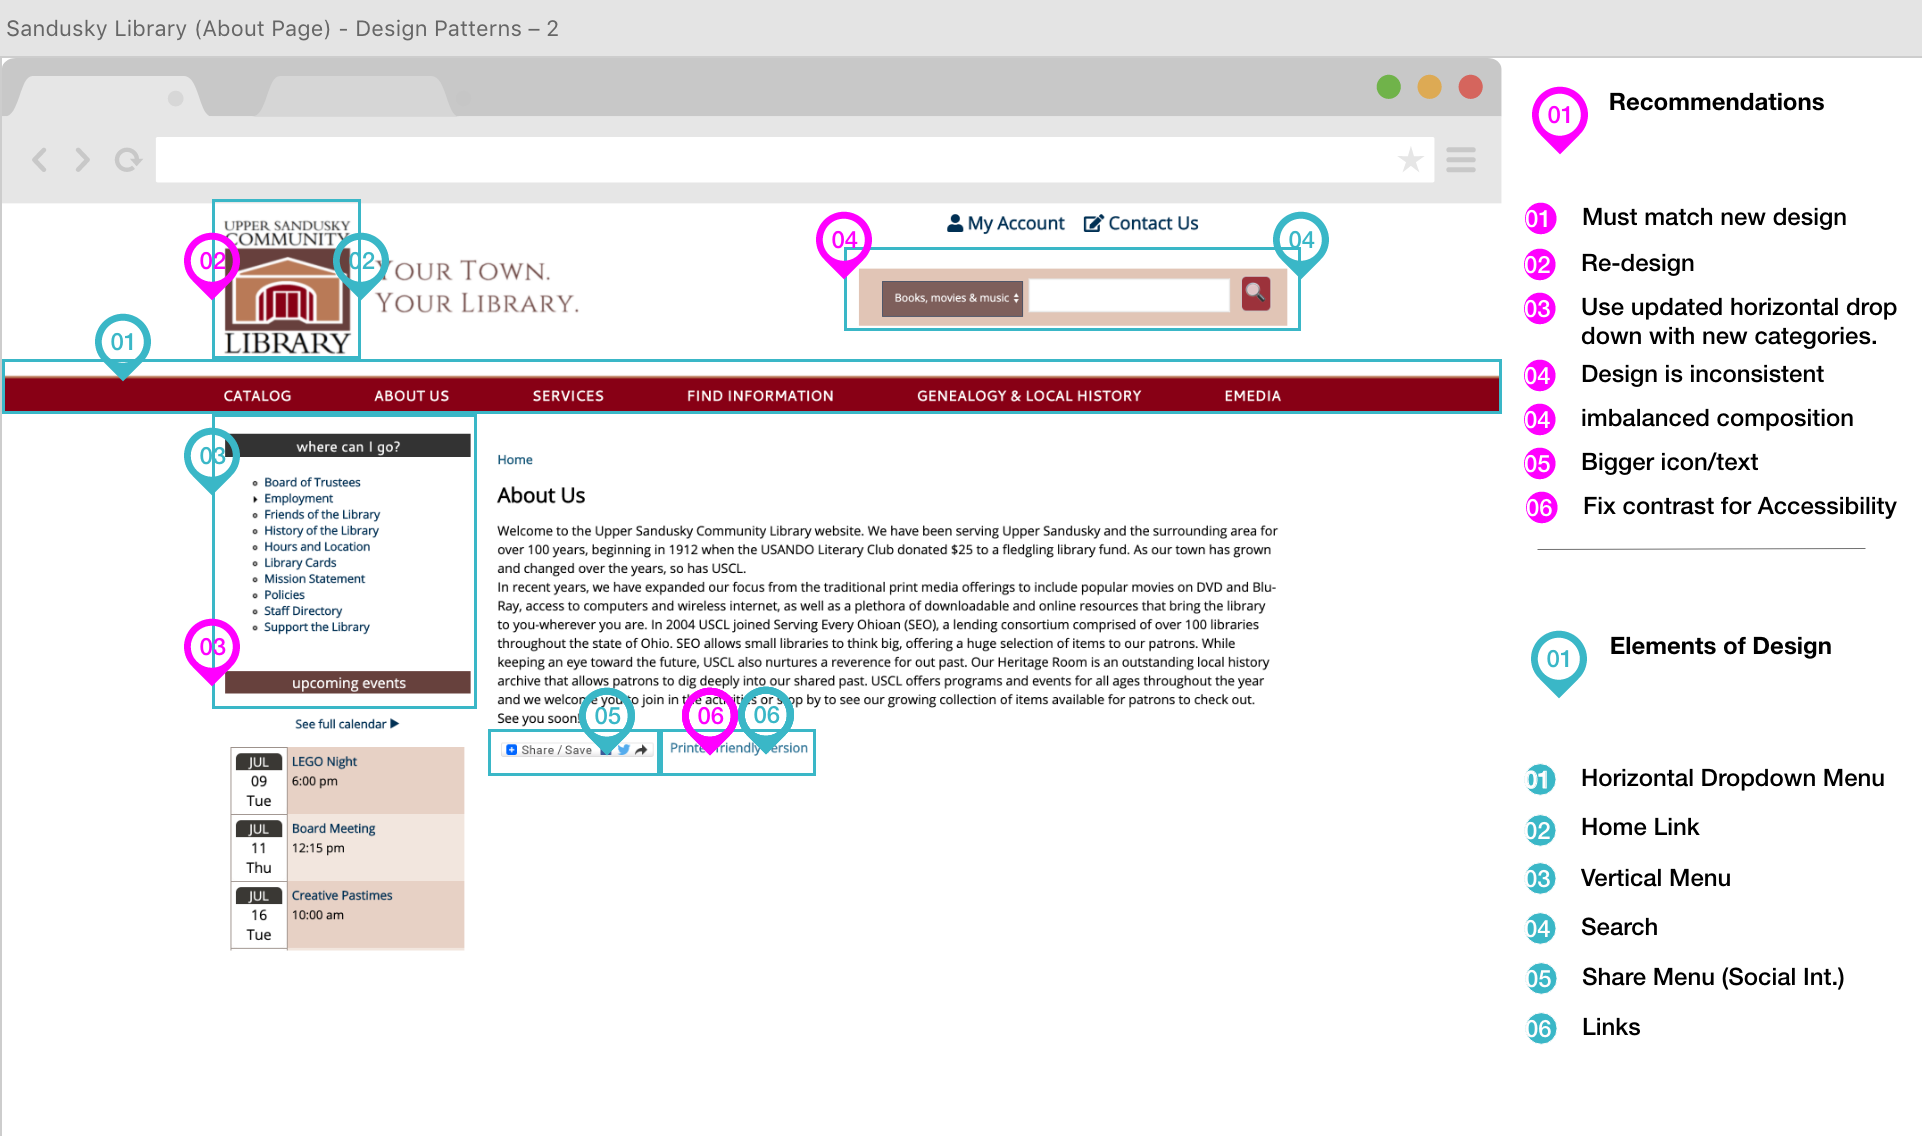 Sandusky Library (About Page) - Design Patterns – 2
UPPER SANDUSKY
COMMUNITY
LIBRARY
YOUR TOWN.
YOUR LIBRARY.
My Account
Contact Us
Books, movies & music
02
02
04
04
01
CATALOG
ABOUT US
SERVICES
FIND INFORMATION
GENEALOGY & LOCAL HISTORY
EMEDIA
03
where can I go?
Board of Trustees
Employment
Friends of the Library
History of the Library
Hours and Location
Library Cards
Mission Statement
Policies
Staff Directory
Support the Library
03
upcoming events
See full calendar
JUL
09
Tue
LEGO Night
6:00 pm
JUL
11
Thu
Board Meeting
12:15 pm
JUL
16
Tue
Creative Pastimes
10:00 am
Home
About Us
Welcome to the Upper Sandusky Community Library website. We have been serving Upper Sandusky and the surrounding area for
over 100 years, beginning in 1912 when the USANDO Literary Club donated $25 to a fledgling library fund. As our town has grown
and changed over the years, so has USCL.
In recent years, we have expanded our focus from the traditional print media offerings to include popular movies on DVD and Blu-
Ray, access to computers and wireless internet, as well as a plethora of downloadable and online resources that bring the library
to you-wherever you are. In 2004 USCL joined Serving Every Ohioan (SEO), a lending consortium comprised of over 100 libraries
throughout the state of Ohio. SEO allows small libraries to think big, offering a huge selection of items to our patrons. While
keeping an eye toward the future, USCL also nurtures a reverence for out past. Our Heritage Room is an outstanding local history
archive that allows patrons to dig deeply into our shared past. USCL offers programs and events for all ages throughout the year
and we welcome you to join in the activities or stop by to see our growing collection of items available for patrons to check out.
See you soon!
05
06
06
Share / Save
Printer-friendly version
01
Recommendations
01 Must match new design
02 Re-design
03 Use updated horizontal drop
down with new categories.
04 Design is inconsistent
04 imbalanced composition
05 Bigger icon/text
06 Fix contrast for Accessibility
01
Elements of Design
01 Horizontal Dropdown Menu
02 Home Link
03 Vertical Menu
04 Search
05 Share Menu (Social Int.)
06 Links